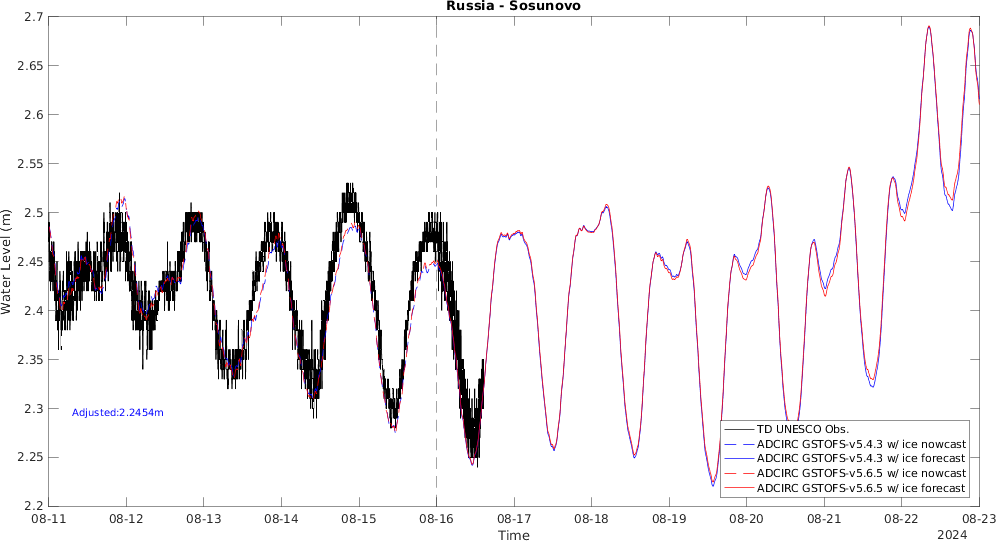 Russia - Sosunovo
2.7
2.65
2.6
2.55
2.5
2.45
2.4
2.35
2.3
2.25
2.2
Water Level (m)
Adjusted:2.2454m
TD UNESCO Obs.
ADCIRC GSTOFS-v5.4.3 w/ ice nowcast
ADCIRC GSTOFS-v5.4.3 w/ ice forecast
ADCIRC GSTOFS-v5.6.5 w/ ice nowcast
ADCIRC GSTOFS-v5.6.5 w/ ice forecast
08-11 08-12 08-13 08-14 08-15 08-16 08-17 08-18 08-19 08-20 08-21 08-22 08-23
Time
2024